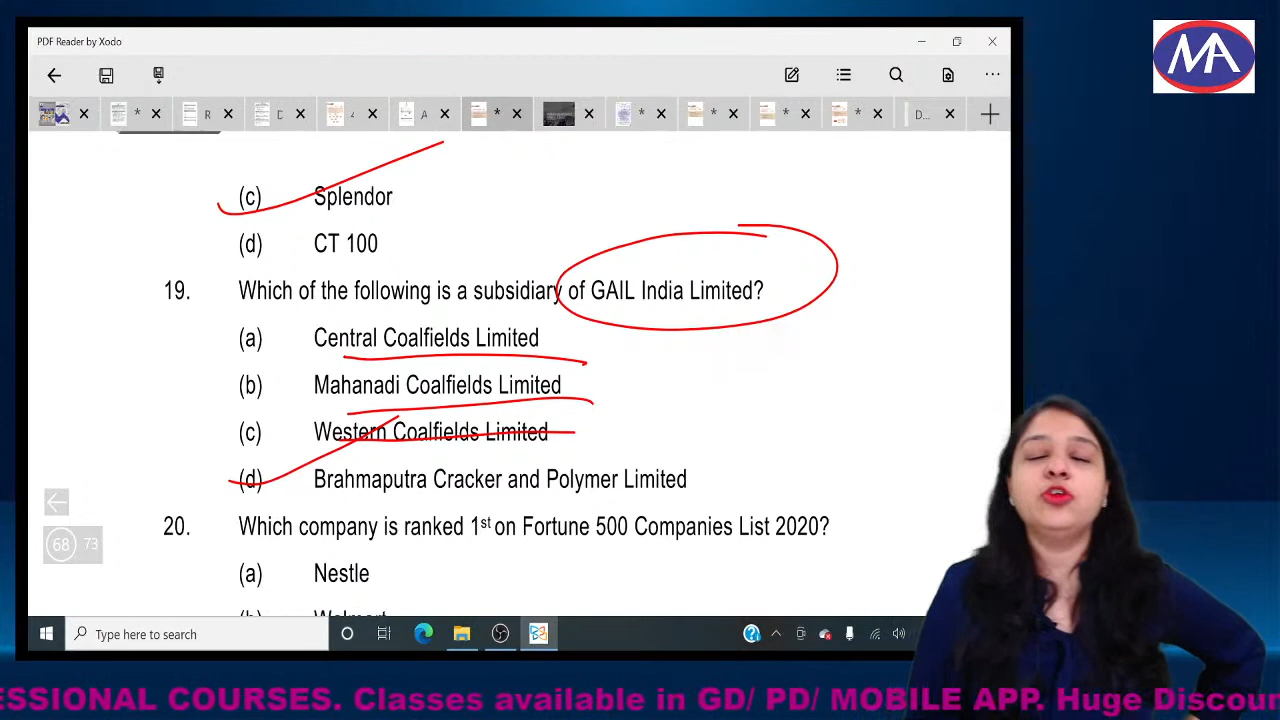 PDF Reader by Xodo
MA
* R E A * * * * * D...
(c) Splendor
(d) CT 100
19. Which of the following is a subsidiary of GAIL India Limited?
(a) Central Coalfields Limited
(b) Mahanadi Coalfields Limited
(c) Western Coalfields Limited
(d) Brahmaputra Cracker and Polymer Limited
20. Which company is ranked 1st on Fortune 500 Companies List 2020?
68 73
(a) Nestle
(b) Walmart
Type here to search
ESSIONAL COURSES. Classes available in GD/ PD/ MOBILE APP. Huge Discou